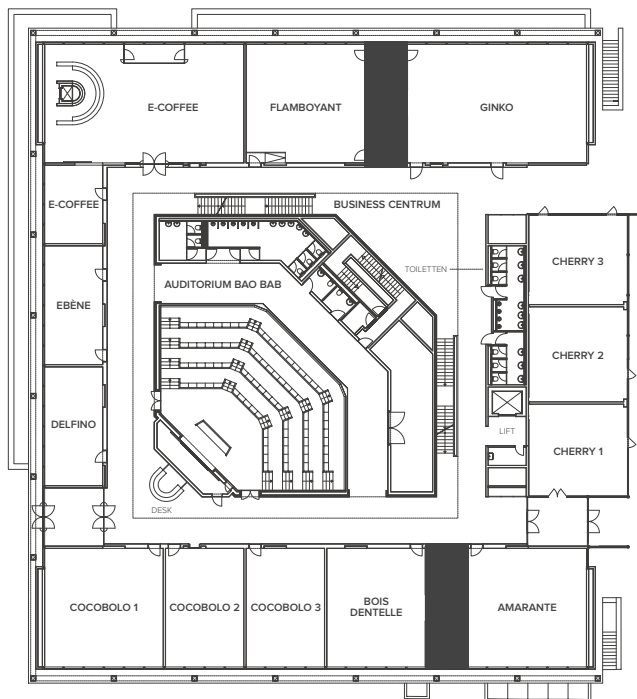 E-COFFEE
FLAMBOYANT
GINKO
E-COFFEE
BUSINESS CENTRUM
TOILETTEN
CHERRY 3
AUDITORIUM BAO BAB
EBÈNE
CHERRY 2
DELFINO
LIFT
CHERRY 1
DESK
COCOBOLO 1
COCOBOLO 2
COCOBOLO 3
BOIS
DENTELLE
AMARANTE